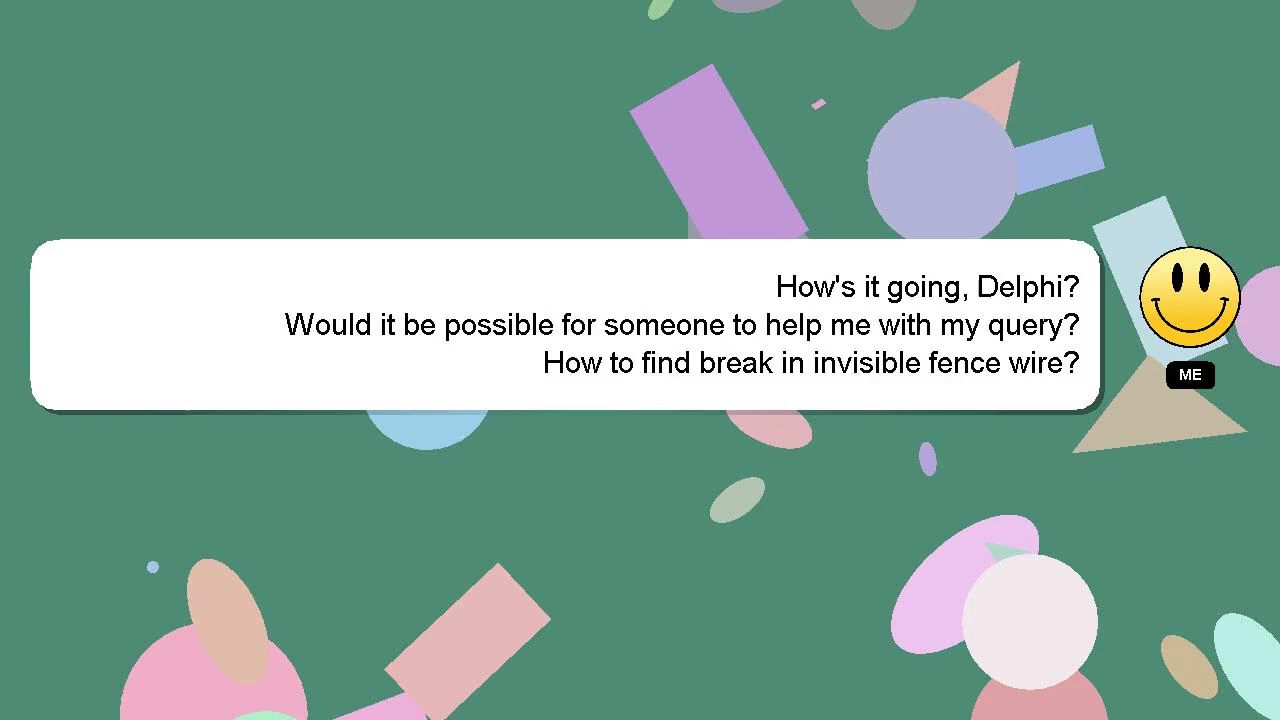 How's it going, Delphi?
Would it be possible for someone to help me with my query?
How to find break in invisible fence wire?
ME